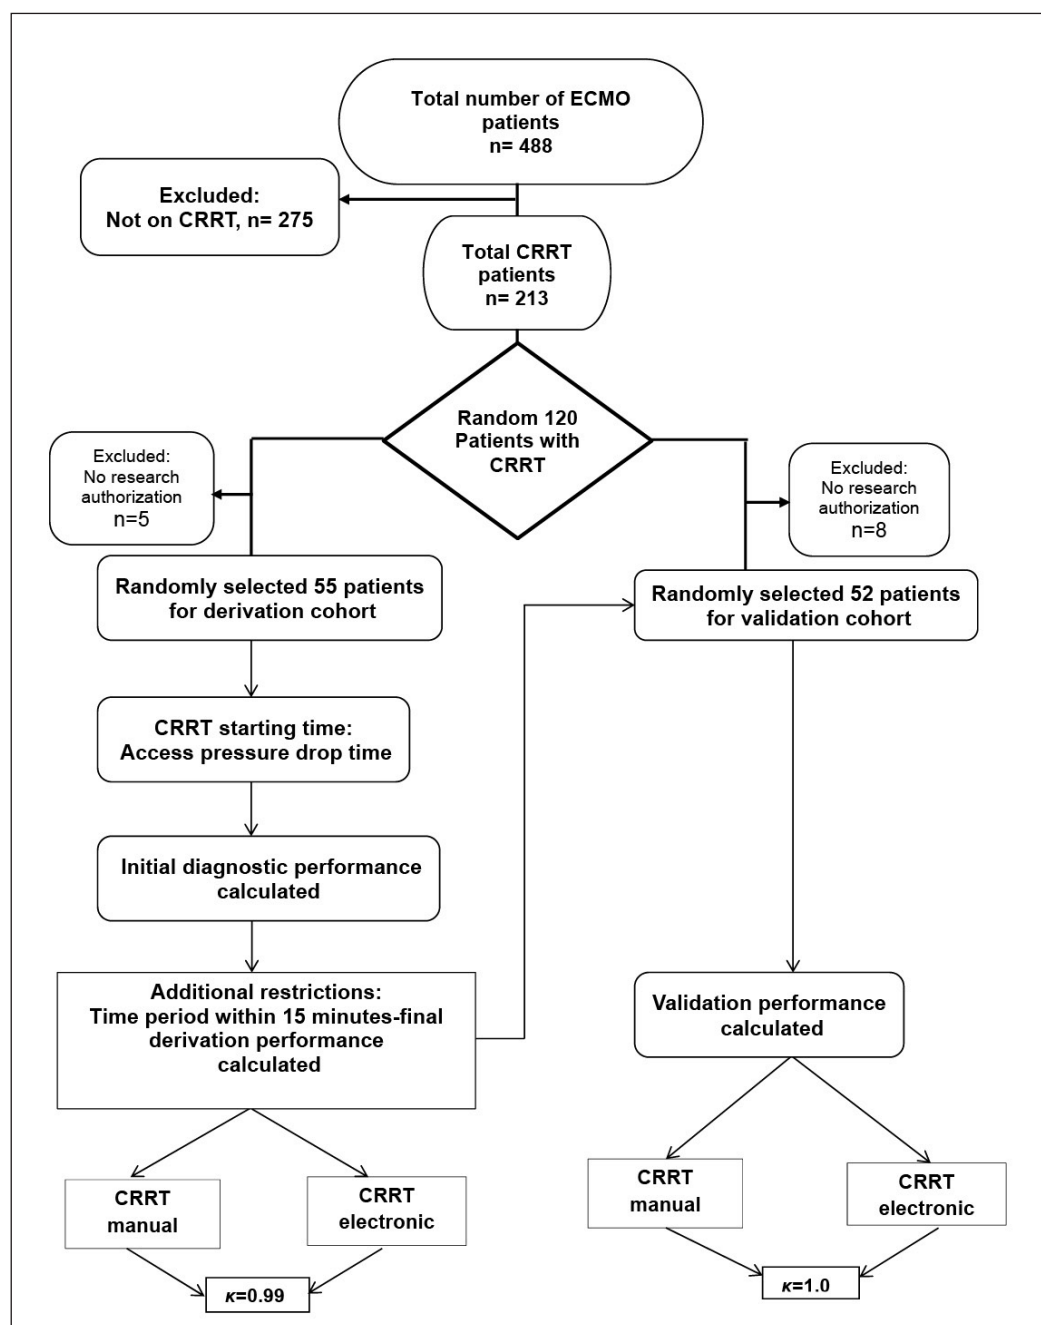 Total number of ECMO
patients
n= 488
Excluded:
Not on CRRT, n= 275
Total CRRT
patients
n= 213
Random 120
Patients with
CRRT
Excluded:
No research
authorization
n=5
Excluded:
No research
authorization
n=8
Randomly selected 55 patients
for derivation cohort
Randomly selected 52 patients
for validation cohort
CRRT starting time:
Access pressure drop time
Initial diagnostic performance
calculated
Additional restrictions:
Time period within 15 minutes-final
derivation performance
calculated
Validation performance
calculated
CRRT
manual
CRRT
electronic
CRRT
manual
CRRT
electronic
κ=0.99
κ=1.0